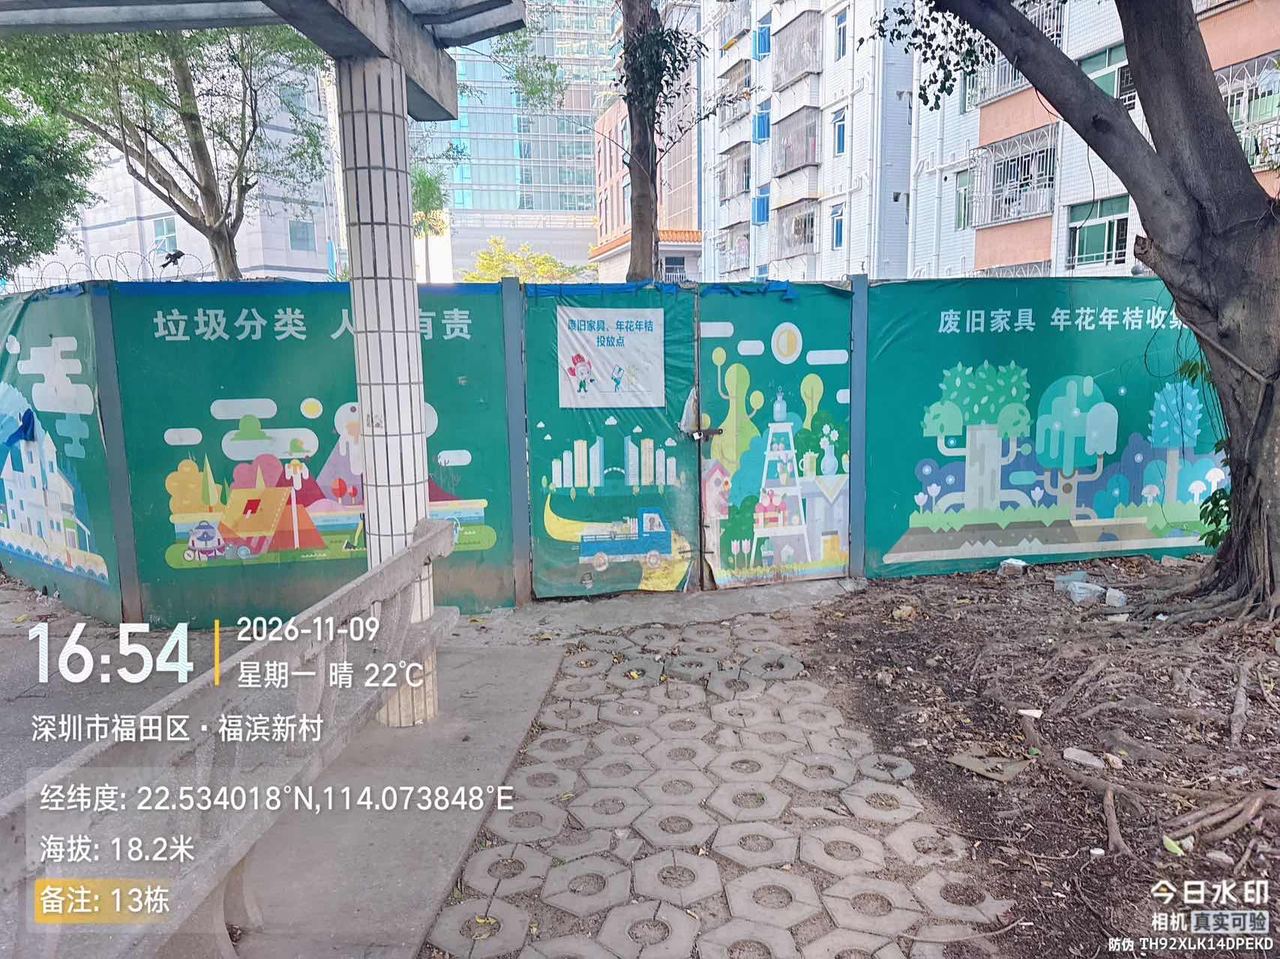 垃圾分类 人 有责
废旧家具、年花年桔
投放点
废旧家具 年花年桔收集
16:54
2026-11-09
星期一 晴 22℃
深圳市福田区·福滨新村
经纬度: 22.534018°N,114.073848°E
海拔: 18.2米
备注: 13栋
今日水印
相机 真实可验
防伪 TH92XLK14DPEKD